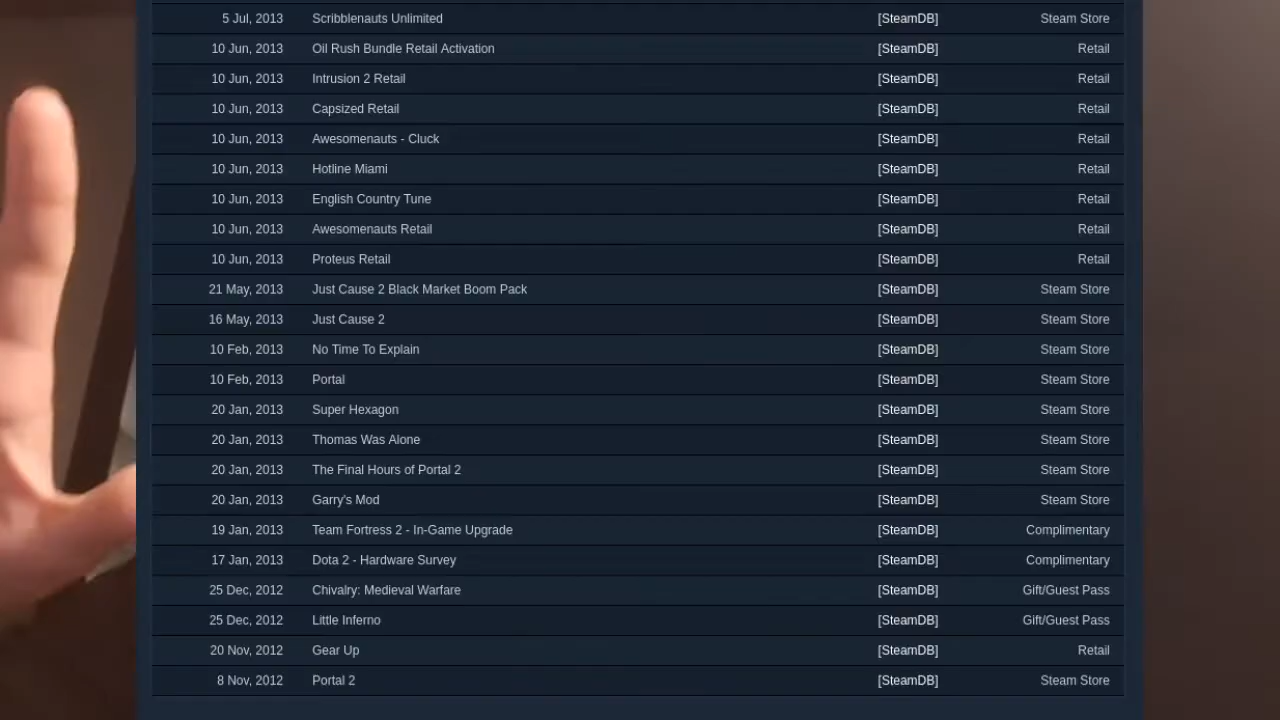 5 Jul, 2013 Scribblenauts Unlimited [SteamDB] Steam Store
10 Jun, 2013 Oil Rush Bundle Retail Activation [SteamDB] Retail
10 Jun, 2013 Intrusion 2 Retail [SteamDB] Retail
10 Jun, 2013 Capsized Retail [SteamDB] Retail
10 Jun, 2013 Awesomenauts - Cluck [SteamDB] Retail
10 Jun, 2013 Hotline Miami [SteamDB] Retail
10 Jun, 2013 English Country Tune [SteamDB] Retail
10 Jun, 2013 Awesomenauts Retail [SteamDB] Retail
10 Jun, 2013 Proteus Retail [SteamDB] Retail
21 May, 2013 Just Cause 2 Black Market Boom Pack [SteamDB] Steam Store
16 May, 2013 Just Cause 2 [SteamDB] Steam Store
10 Feb, 2013 No Time To Explain [SteamDB] Steam Store
10 Feb, 2013 Portal [SteamDB] Steam Store
20 Jan, 2013 Super Hexagon [SteamDB] Steam Store
20 Jan, 2013 Thomas Was Alone [SteamDB] Steam Store
20 Jan, 2013 The Final Hours of Portal 2 [SteamDB] Steam Store
20 Jan, 2013 Garry's Mod [SteamDB] Steam Store
19 Jan, 2013 Team Fortress 2 - In-Game Upgrade [SteamDB] Complimentary
17 Jan, 2013 Dota 2 - Hardware Survey [SteamDB] Complimentary
25 Dec, 2012 Chivalry: Medieval Warfare [SteamDB] Gift/Guest Pass
25 Dec, 2012 Little Inferno [SteamDB] Gift/Guest Pass
20 Nov, 2012 Gear Up [SteamDB] Retail
8 Nov, 2012 Portal 2 [SteamDB] Steam Store